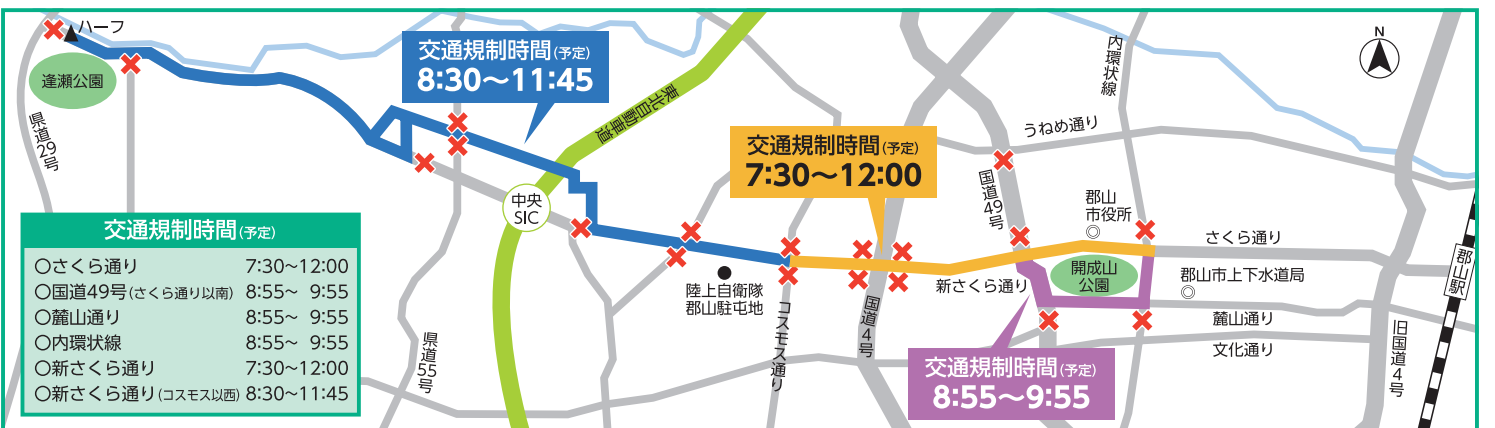 ハーフ
逢瀬公園
県道29号
交通規制時間(予定)
8:30〜11:45
東北自動車道
中央
SIC
交通規制時間(予定)
7:30〜12:00
内環状線
N
うねめ通り
国道49号
郡山
市役所
さくら通り
開成山
公園
郡山市上下水道局
郡山駅
新さくら通り
陸上自衛隊
郡山駐屯地
コスモス通り
国道4号
県道55号
麓山通り
文化通り
旧国道4号
交通規制時間(予定)
8:55〜9:55
交通規制時間(予定)
〇さくら通り 7:30〜12:00
〇国道49号(さくら通り以南) 8:55〜 9:55
〇麓山通り 8:55〜 9:55
〇内環状線 8:55〜 9:55
〇新さくら通り 7:30〜12:00
〇新さくら通り(コスモス以西) 8:30〜11:45